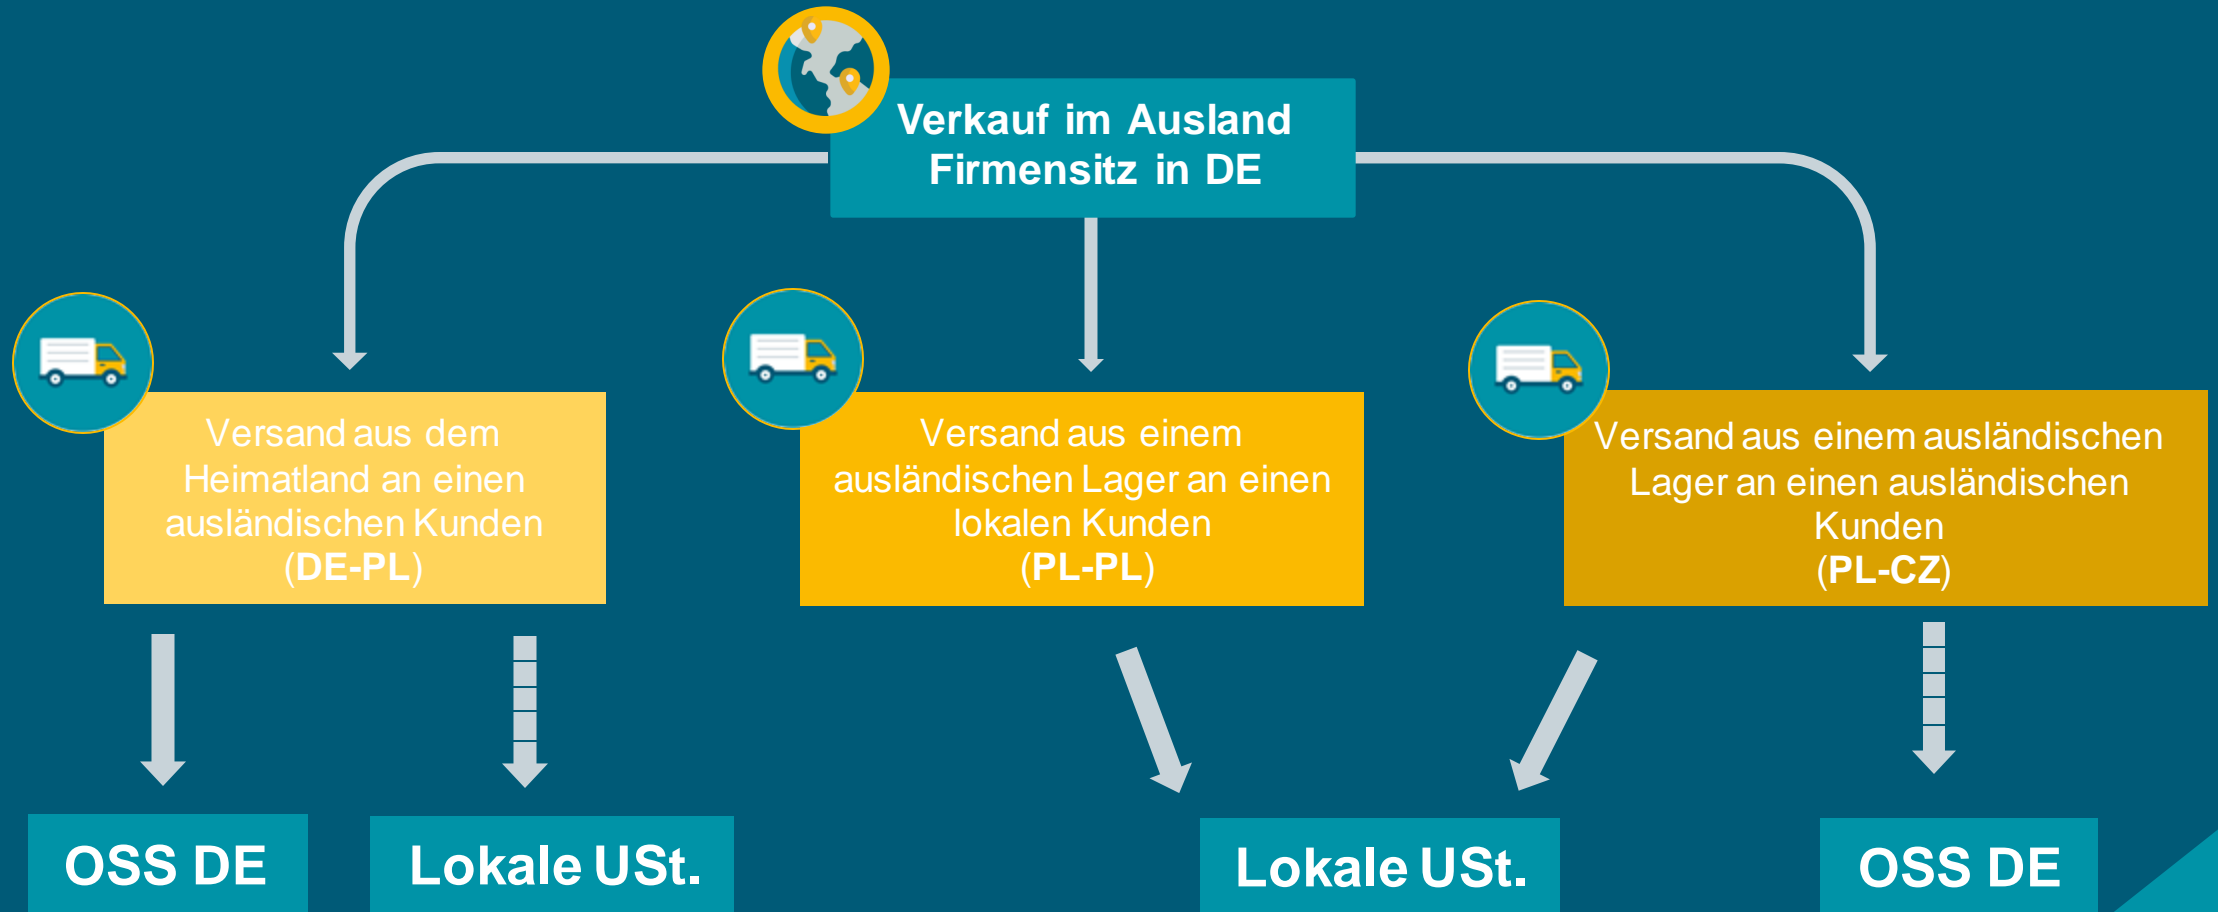 Verkauf im Ausland
Firmensitz in DE
Versand aus dem
Heimatland an einen
ausländischen Kunden
(DE-PL)
Versand aus einem
ausländischen Lager an einen
lokalen Kunden
(PL-PL)
Versand aus einem ausländischen
Lager an einen ausländischen
Kunden
(PL-CZ)
OSS DE
Lokale USt.
Lokale USt.
OSS DE